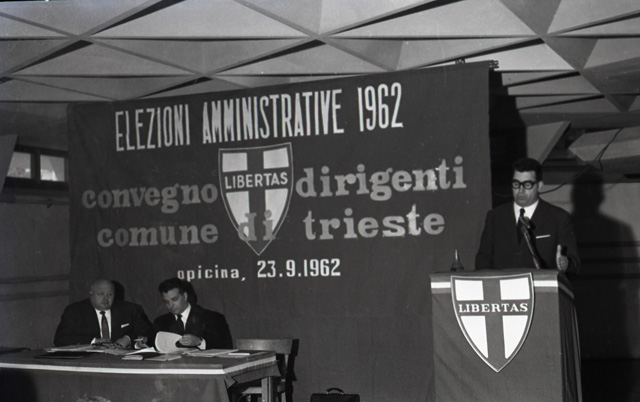 ELEZIONI AMMINISTRATIVE 1962
convegno LIBERTAS dirigenti
comune di trieste
opicina, 23.9.1962
LIBERTAS